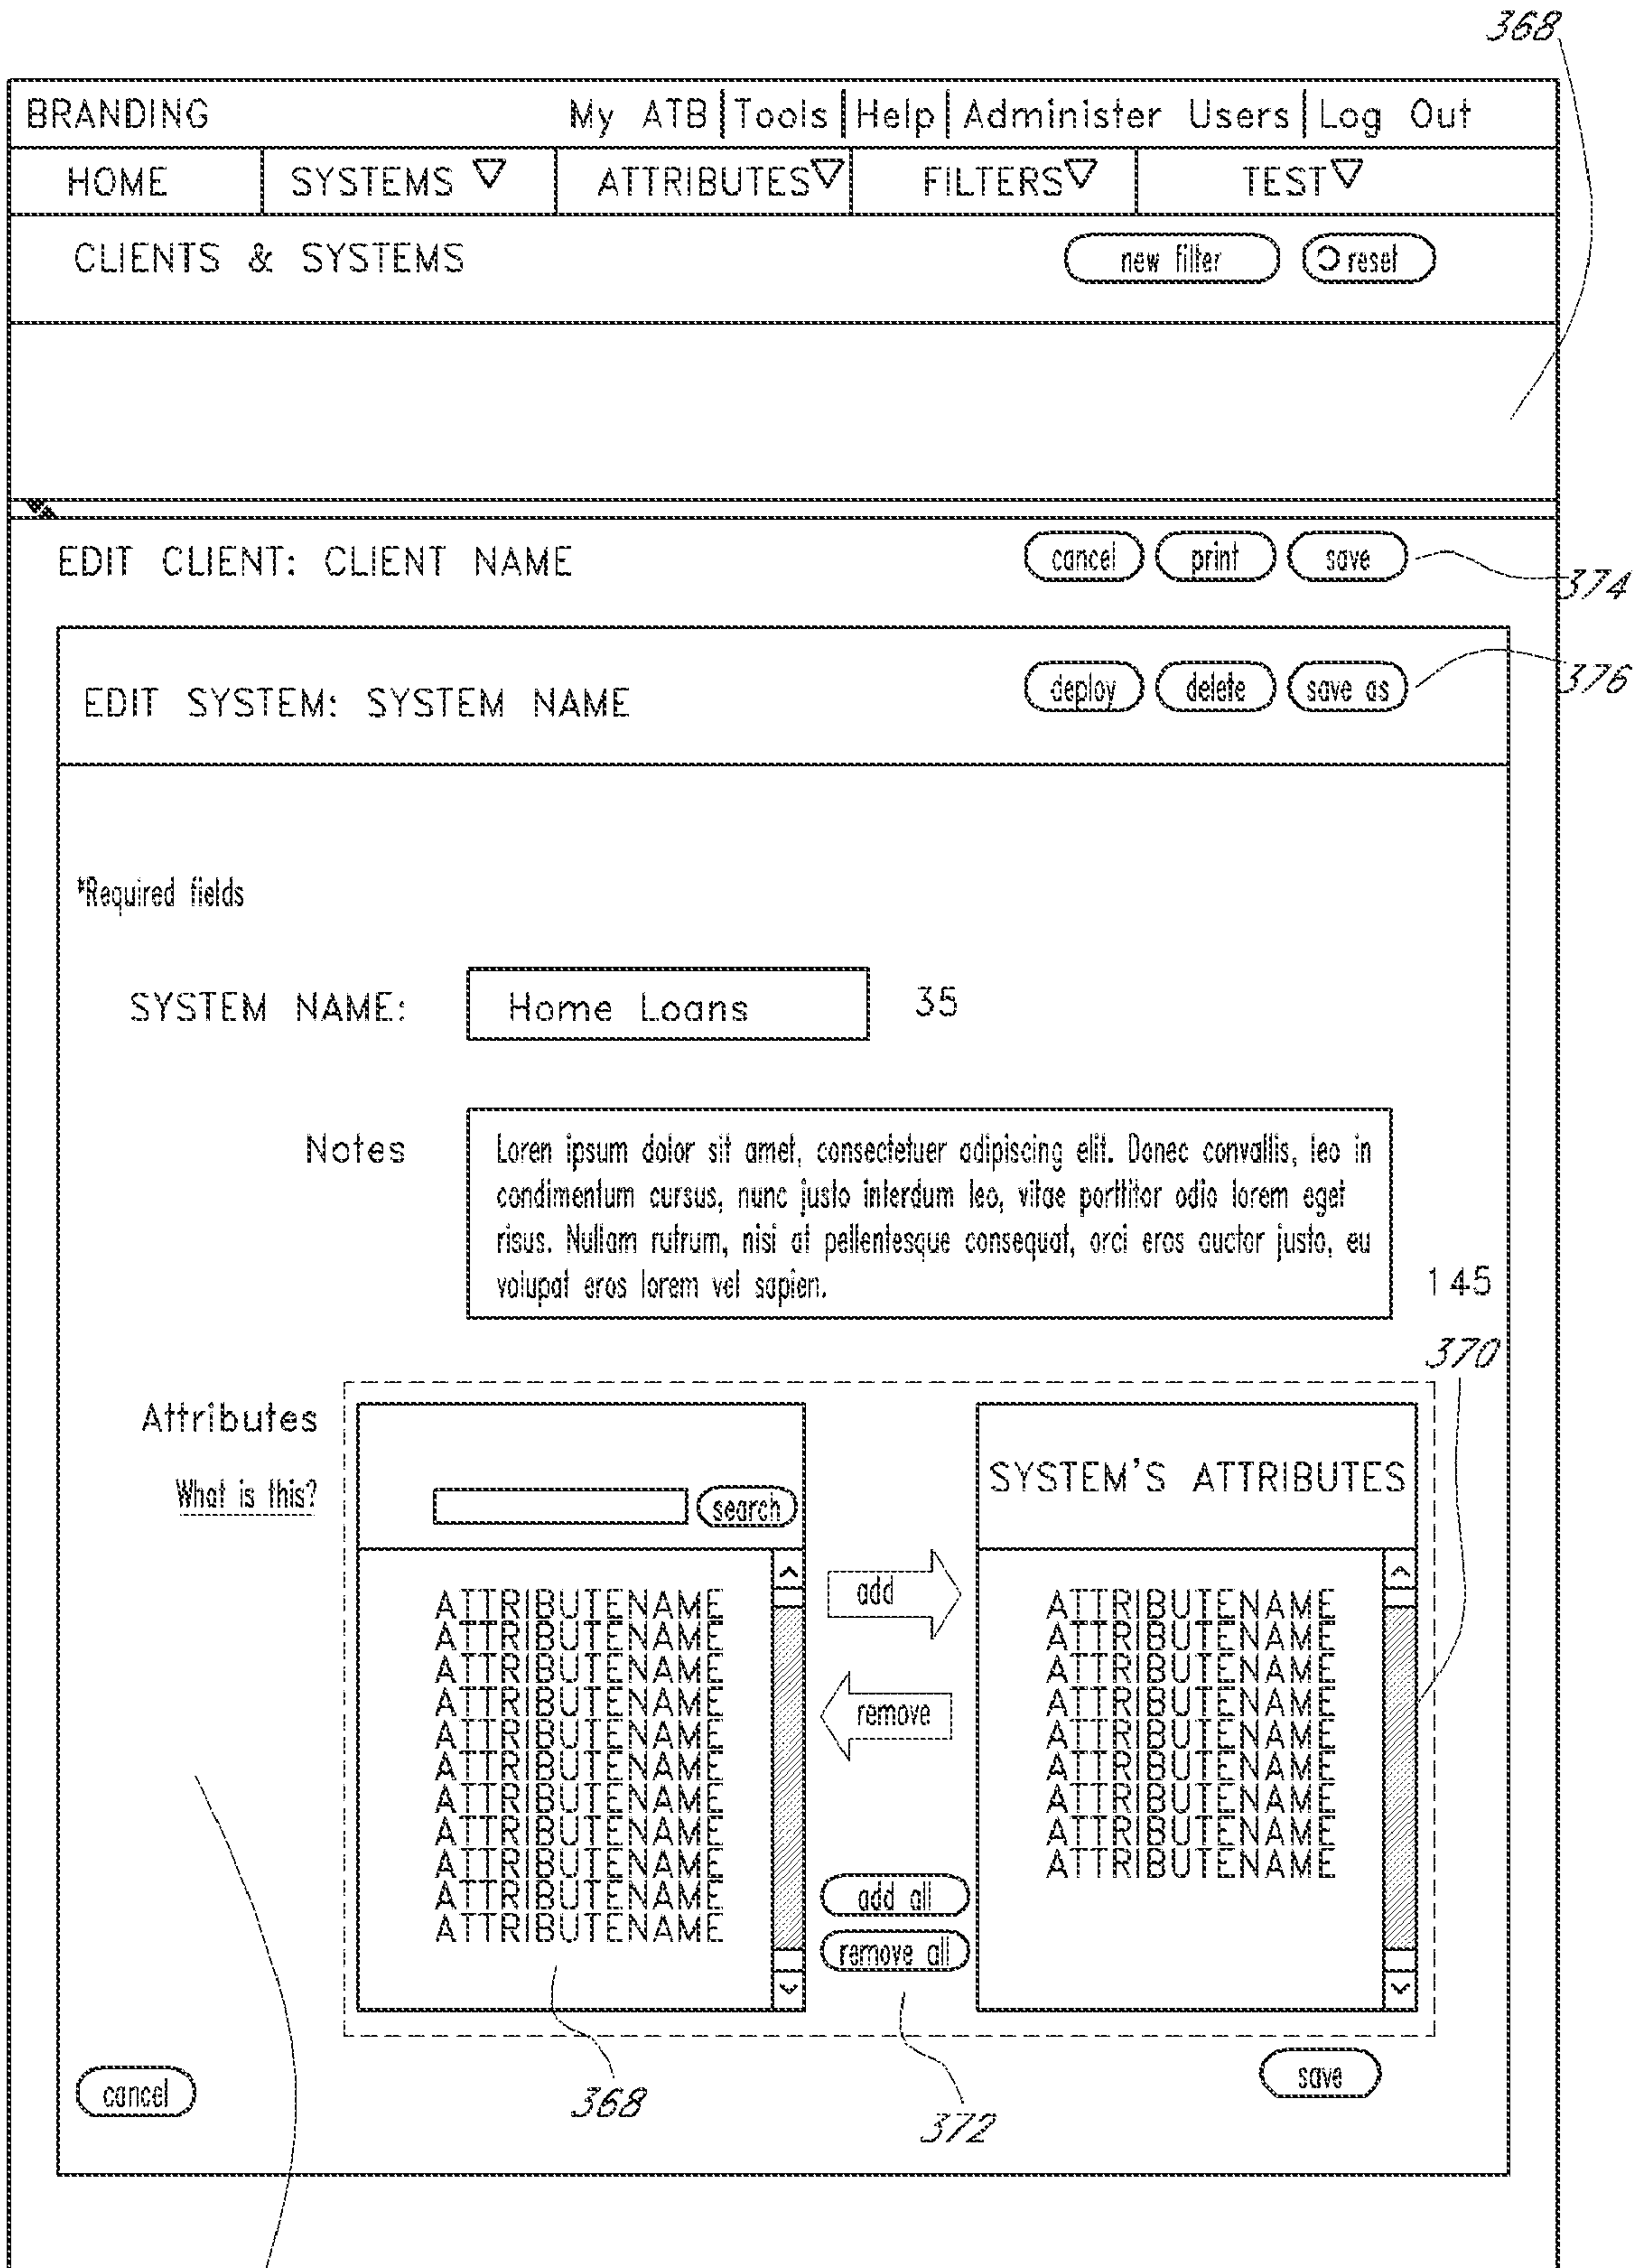 368
BRANDING My ATB | Tools | Help | Administer Users | Log Out
HOME SYSTEMS ▽ ATTRIBUTES ▽ FILTERS ▽ TEST ▽
CLIENTS & SYSTEMS new filter reset
EDIT CLIENT: CLIENT NAME cancel print save
374
EDIT SYSTEM: SYSTEM NAME deploy delete save as
376
*Required fields
SYSTEM NAME: Home Loans 35
Notes
Loren ipsum dolor sit amet, consectetuer adipiscing elit. Donec convallis, leo in
condimentum cursus, nunc justo interdum leo, vitae porttitor odio lorem eget
risus. Nullam rutrum, nisi at pellentesque consequat, orci eros auctor justo, eu
volupat eros lorem vel sapien.
145
370
Attributes
What is this?
search
SYSTEM'S ATTRIBUTES
ATTRIBUTENAME
ATTRIBUTENAME
ATTRIBUTENAME
ATTRIBUTENAME
ATTRIBUTENAME
ATTRIBUTENAME
ATTRIBUTENAME
ATTRIBUTENAME
ATTRIBUTENAME
ATTRIBUTENAME
ATTRIBUTENAME
add
remove
add all
remove all
ATTRIBUTENAME
ATTRIBUTENAME
ATTRIBUTENAME
ATTRIBUTENAME
ATTRIBUTENAME
ATTRIBUTENAME
ATTRIBUTENAME
ATTRIBUTENAME
ATTRIBUTENAME
cancel
368
372
save